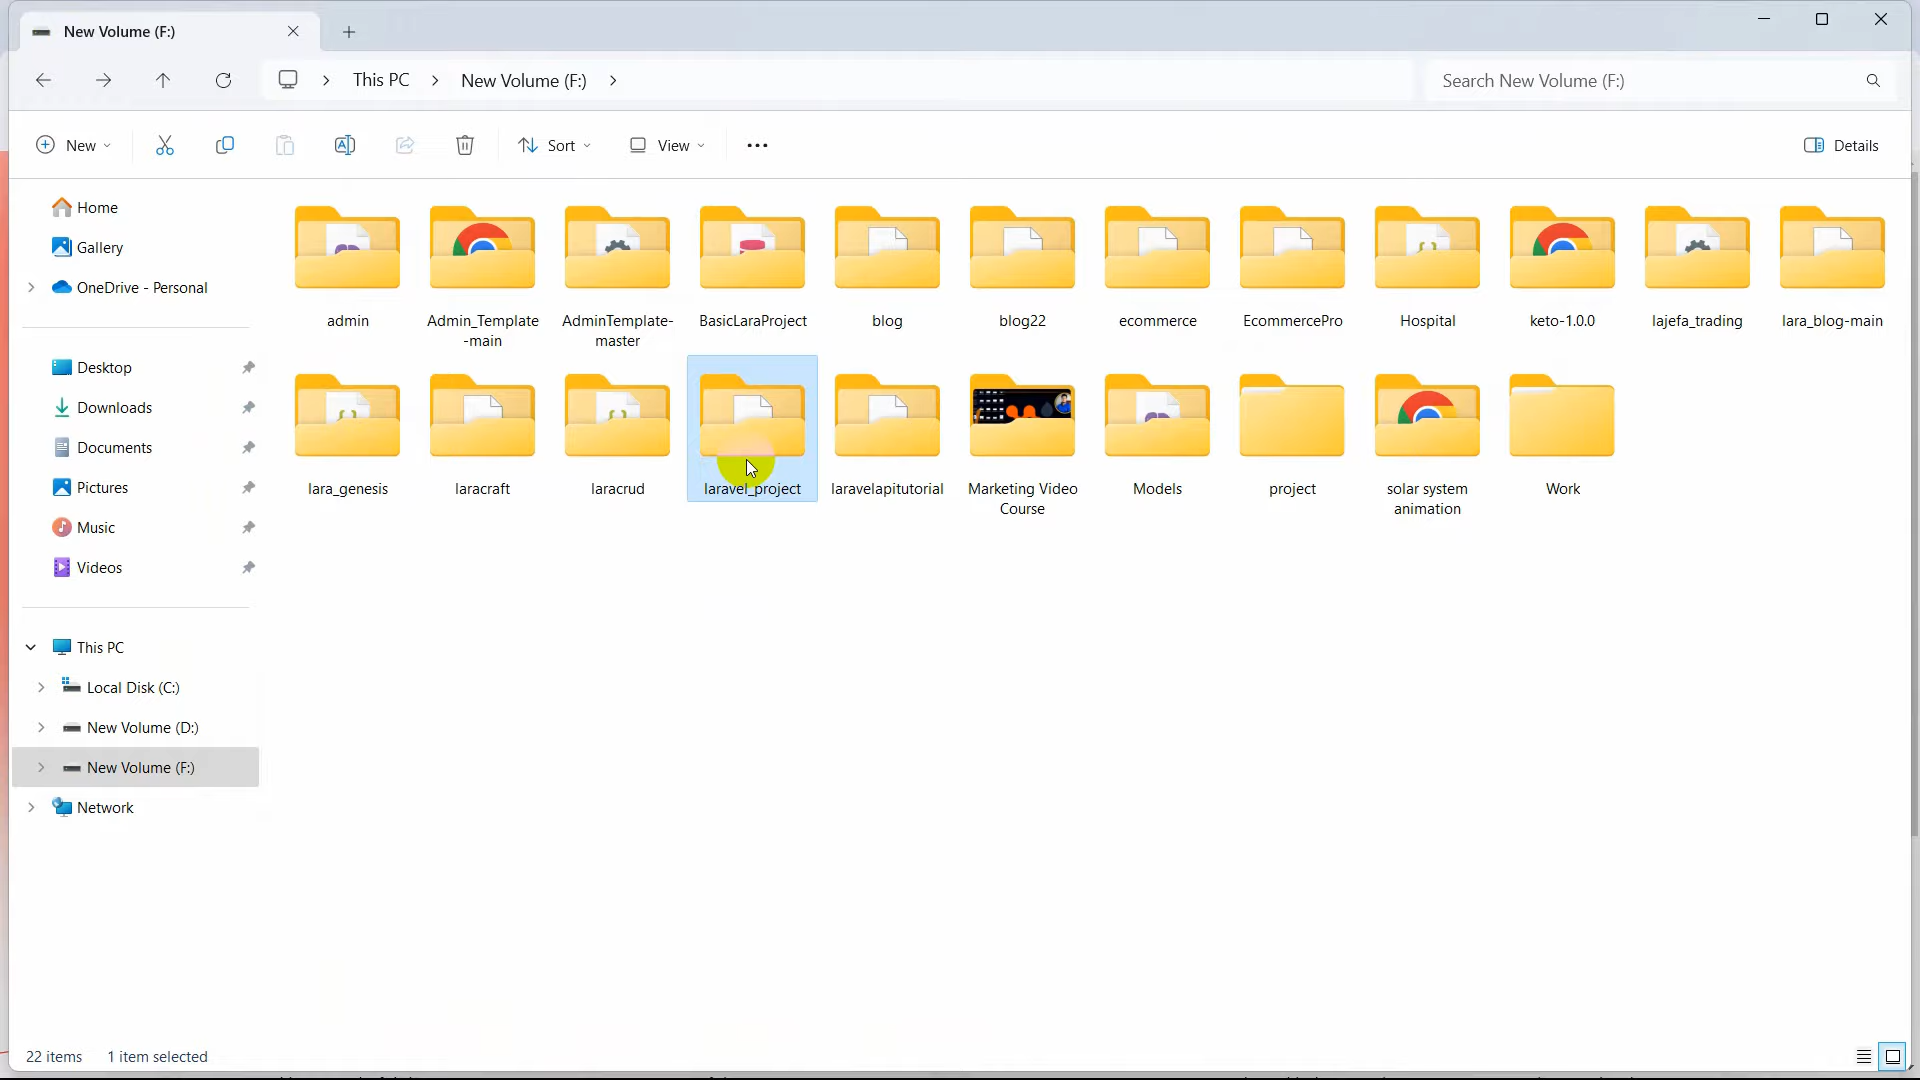 New Volume (F:)
This PC > New Volume (F:) >
Search New Volume (F:)
New
Sort
View
Details
Home
Gallery
OneDrive - Personal
Desktop
Downloads
Documents
Pictures
Music
Videos
This PC
Local Disk (C:)
New Volume (D:)
New Volume (F:)
Network
admin
Admin_Template
-main
AdminTemplate-
master
BasicLaraProject
blog
blog22
ecommerce
EcommercePro
Hospital
keto-1.0.0
lajefa_trading
lara_blog-main
lara_genesis
laracraft
laracrud
laravel_project
laravelapitutorial
Marketing Video
Course
Models
project
solar system
animation
Work
22 items
1 item selected